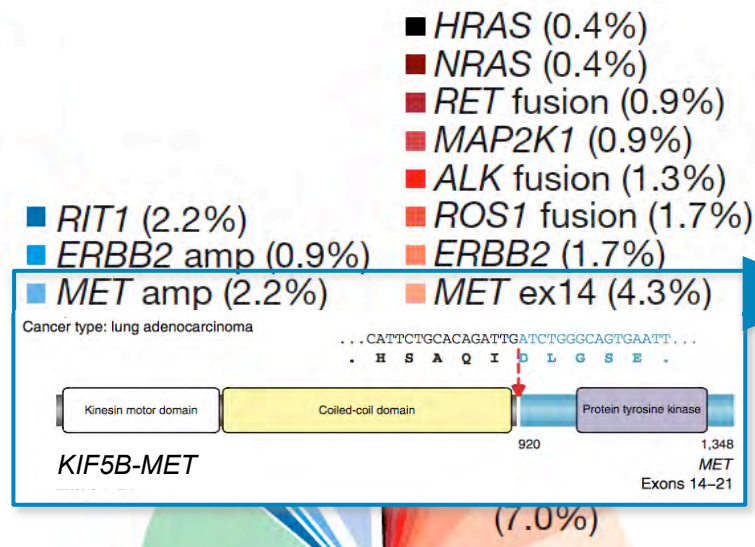 HRAS (0.4%)
NRAS (0.4%)
RET fusion (0.9%)
MAP2K1 (0.9%)
ALK fusion (1.3%)
RIT1 (2.2%)
ROS1 fusion (1.7%)
ERBB2 amp (0.9%)
ERBB2 (1.7%)
MET amp (2.2%)
MET ex14 (4.3%)
Cancer type: lung adenocarcinoma
...CATTCTGCACAGATTGATCTGGGCAGTGAATT...
. H S A Q I D L G S E .
Kinesin motor domain
Coiled-coil domain
Protein tyrosine kinase
920
1,348
KIF5B-MET
MET
Exons 14–21
(7.0%)